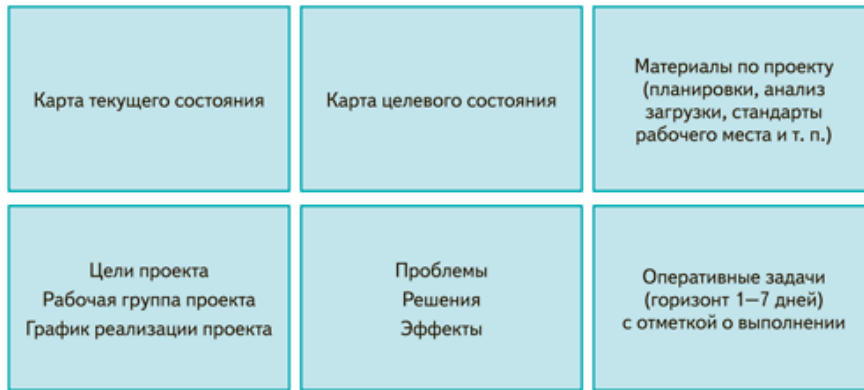 Карта текущего состояния
Карта целевого состояния
Материалы по проекту
(планировки, анализ
загрузки, стандарты
рабочего места и т. п.)
Цели проекта
Рабочая группа проекта
График реализации проекта
Проблемы
Решения
Эффекты
Оперативные задачи
(горизонт 1—7 дней)
с отметкой о выполнении